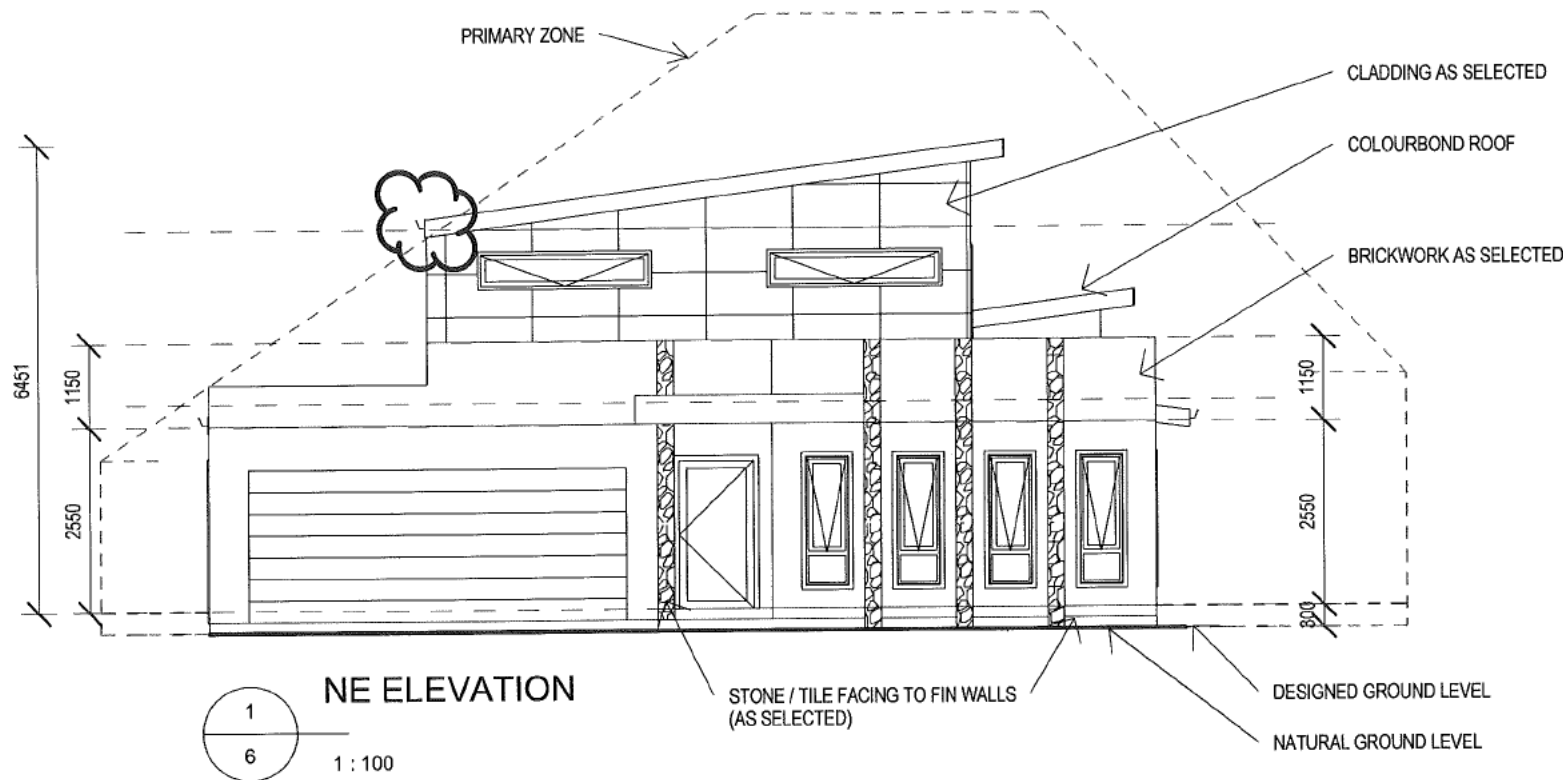 PRIMARY ZONE
CLADDING AS SELECTED
COLOURBOND ROOF
BRICKWORK AS SELECTED
6451
1150
2550
1150
2550
300
STONE / TILE FACING TO FIN WALLS
(AS SELECTED)
DESIGNED GROUND LEVEL
NATURAL GROUND LEVEL
NE ELEVATION
1
6
1 : 100